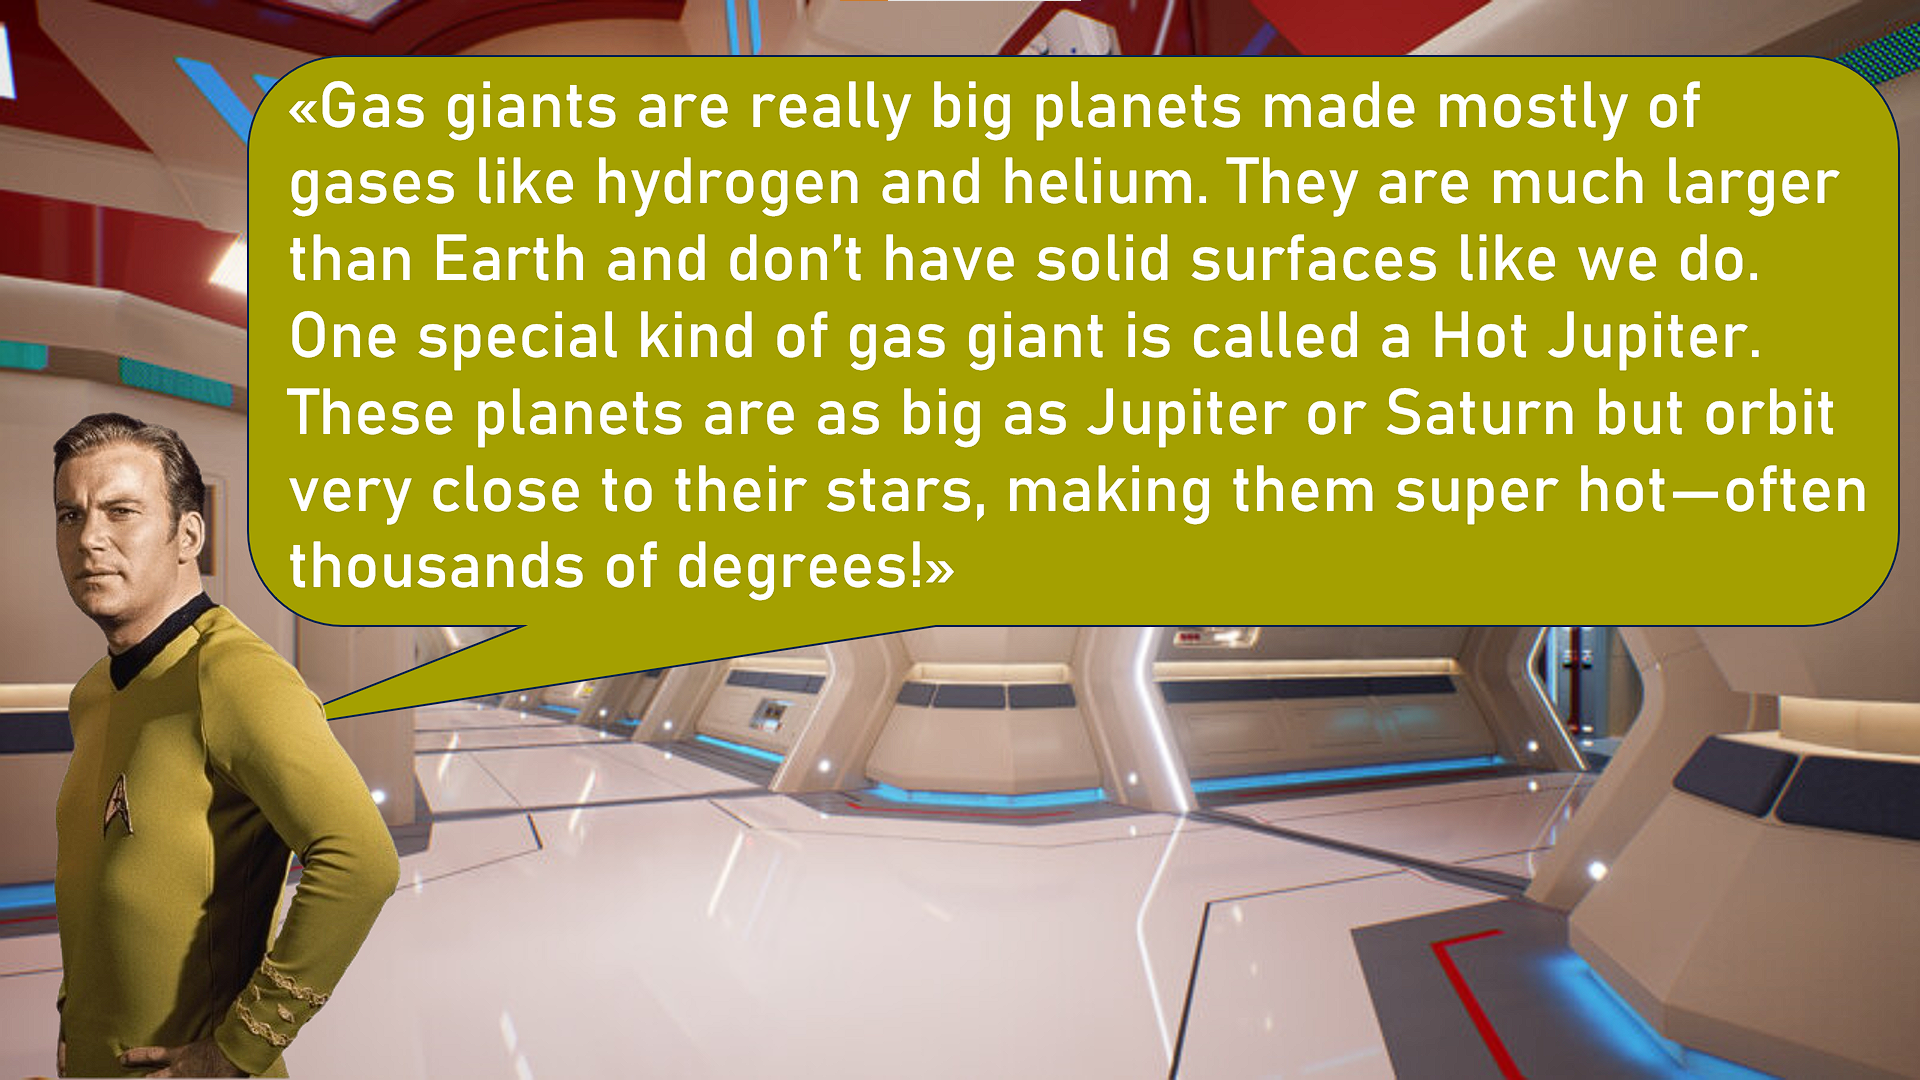 «Gas giants are really big planets made mostly of
gases like hydrogen and helium. They are much larger
than Earth and don’t have solid surfaces like we do.
One special kind of gas giant is called a Hot Jupiter.
These planets are as big as Jupiter or Saturn but orbit
very close to their stars, making them super hot—often
thousands of degrees!»